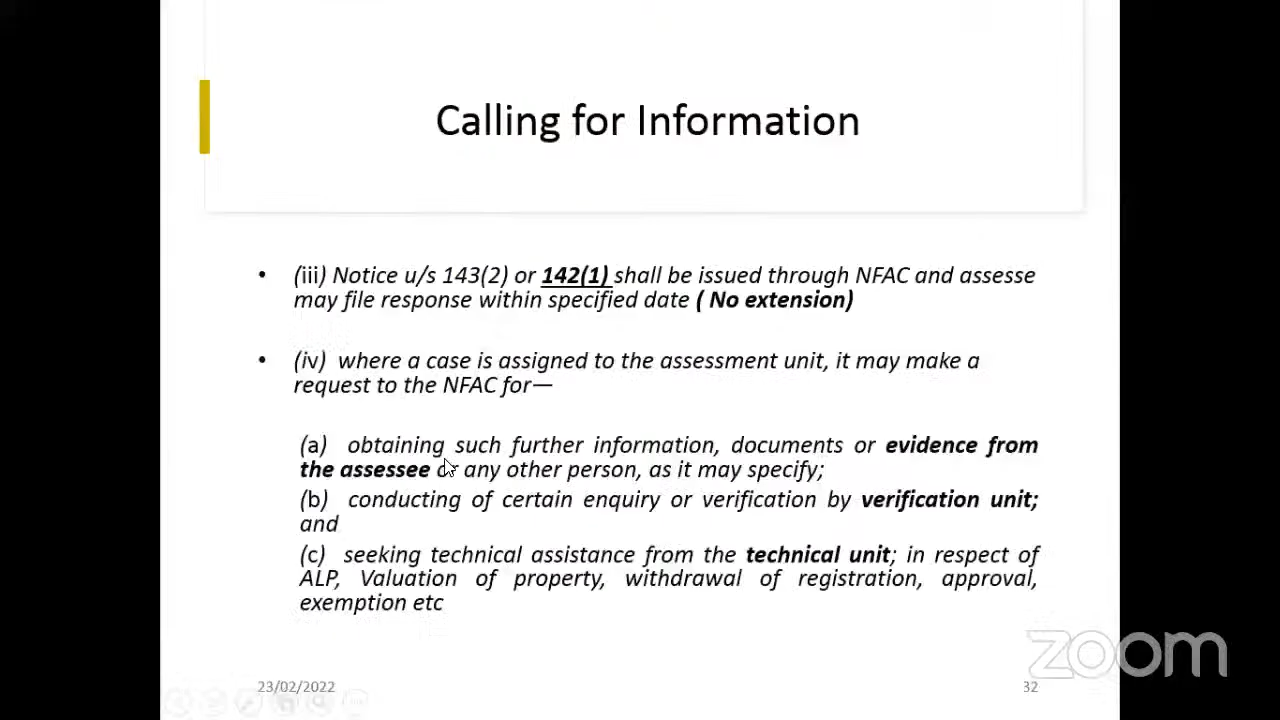 Calling for Information
• (iii) Notice u/s 143(2) or 142(1) shall be issued through NFAC and assesse
may file response within specified date ( No extension)
• (iv) where a case is assigned to the assessment unit, it may make a
request to the NFAC for—
(a) obtaining such further information, documents or evidence from
the assessee or any other person, as it may specify;
(b) conducting of certain enquiry or verification by verification unit;
and
(c) seeking technical assistance from the technical unit; in respect of
ALP, Valuation of property, withdrawal of registration, approval,
exemption etc
zoom
23/02/2022
32